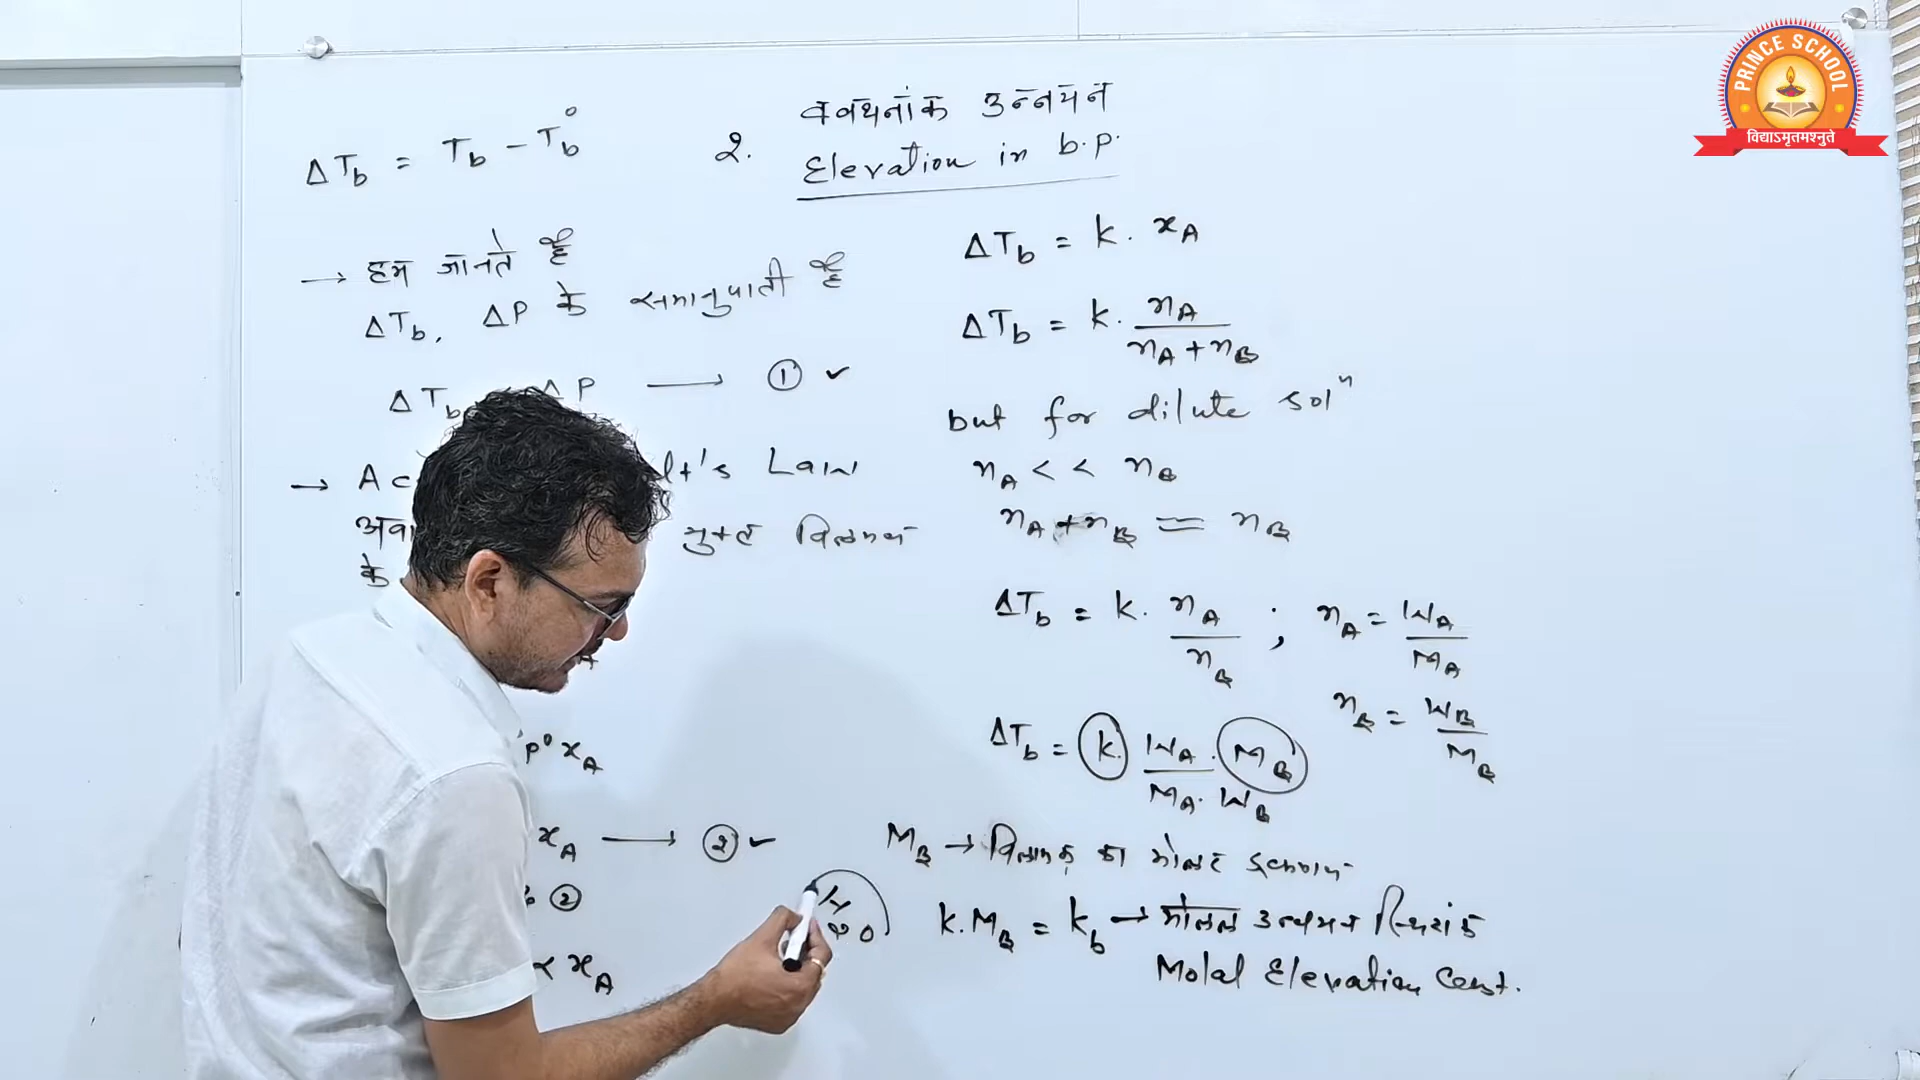 PRINCE SCHOOL
विद्याऽमृतमश्नुते
2. क्वथनांक उन्नयन
Elevation in b.p.
ΔT_b = T_b - T_b^o
→ हम जानते है
ΔT_b, ΔP के समानुपाती है
ΔT_b ΔP → ①✓
→ Ac lt's Law
अवा मुख्त विलायक
के
p^o x_A
x_A → ②✓
②
∝ x_A
ΔT_b = k. x_A
ΔT_b = k. n_A / (n_A + n_B)
but for dilute sol^n
n_A << n_B
n_A + n_B = n_B
ΔT_b = k. n_A / n_B ; n_A = W_A / M_A
n_B = W_B / M_B
ΔT_b = k. W_A . M_B / M_A . W_B
M_B → विलायक का मोलर द्रव्यमान
k.M_B = k_b → मोलल उन्नयन स्थिरांक
Molal Elevation Const.